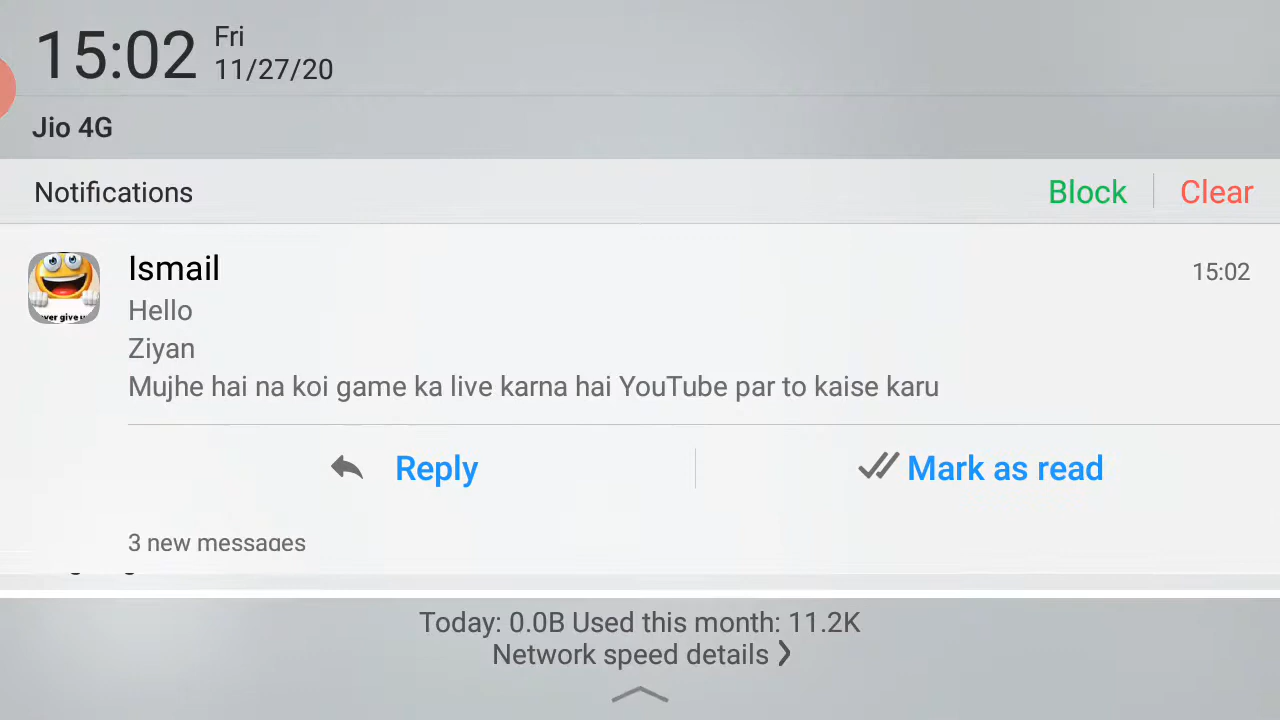 15:02
Fri
11/27/20
Jio 4G
Notifications
Block
Clear
Ismail
15:02
Hello
Ziyan
Mujhe hai na koi game ka live karna hai YouTube par to kaise karu
Reply
Mark as read
3 new messages
Today: 0.0B Used this month: 11.2K
Network speed details